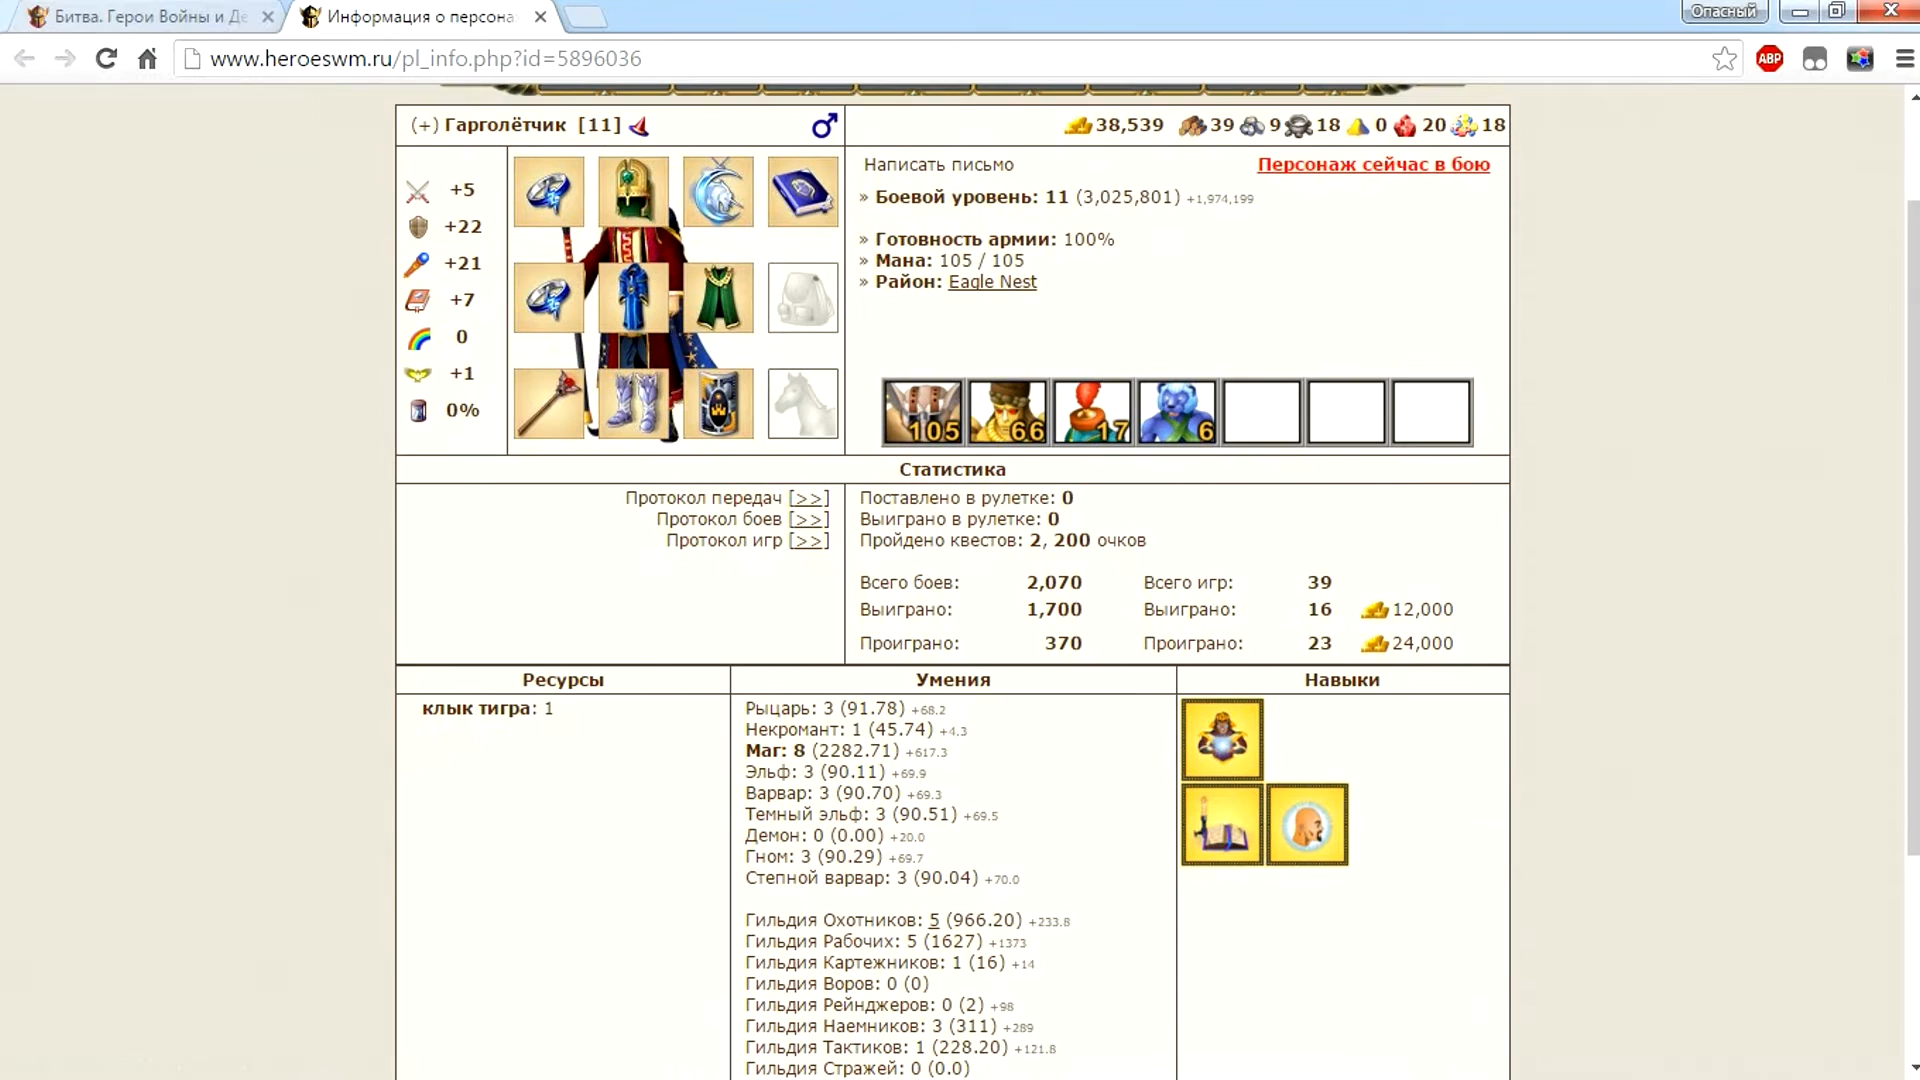 Битва. Герои Войны и Де
Информация о персона
Опасный
www.heroeswm.ru/pl_info.php?id=5896036
ABP
(+) Гарголётчик [11]
38,539 39 9 18 0 20 18
+5
+22
+21
+7
0
+1
0%
Написать письмо
Персонаж сейчас в бою
» Боевой уровень: 11 (3,025,801) +1,974,199
» Готовность армии: 100%
» Мана: 105 / 105
» Район: Eagle Nest
105 66 17 6
Статистика
Протокол передач [>>]
Протокол боев [>>]
Протокол игр [>>]
Поставлено в рулетке: 0
Выиграно в рулетке: 0
Пройдено квестов: 2, 200 очков
Всего боев: 2,070 Всего игр: 39
Выиграно: 1,700 Выиграно: 16 12,000
Проиграно: 370 Проиграно: 23 24,000
Ресурсы
Умения
Навыки
клык тигра: 1
Рыцарь: 3 (91.78) +68.2
Некромант: 1 (45.74) +4.3
Маг: 8 (2282.71) +617.3
Эльф: 3 (90.11) +69.9
Варвар: 3 (90.70) +69.3
Темный эльф: 3 (90.51) +69.5
Демон: 0 (0.00) +20.0
Гном: 3 (90.29) +69.7
Степной варвар: 3 (90.04) +70.0
Гильдия Охотников: 5 (966.20) +233.8
Гильдия Рабочих: 5 (1627) +1373
Гильдия Картежников: 1 (16) +14
Гильдия Воров: 0 (0)
Гильдия Рейнджеров: 0 (2) +98
Гильдия Наемников: 3 (311) +289
Гильдия Тактиков: 1 (228.20) +121.8
Гильдия Стражей: 0 (0.0)